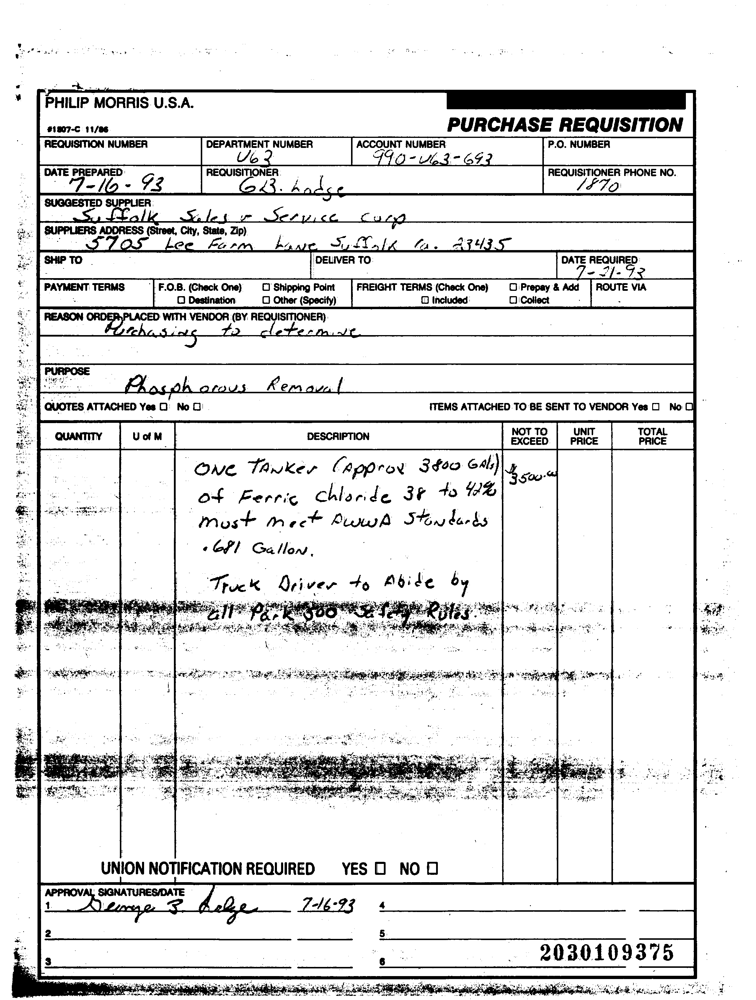 PHILIP MORRIS U.S.A.
#1807-C 11/86
PURCHASE REQUISITION
REQUISITION NUMBER DEPARTMENT NUMBER ACCOUNT NUMBER P.O. NUMBER
U63 990-U63-693
DATE PREPARED REQUISITIONER REQUISITIONER PHONE NO.
7-16-93 G.B. Lodge 1870
SUGGESTED SUPPLIER
Suffolk Sales & Service Corp
SUPPLIERS ADDRESS (Street, City, State, Zip)
5705 Lee Farm Lane Suffolk Va. 23435
SHIP TO DELIVER TO DATE REQUIRED
7-21-93
PAYMENT TERMS F.O.B. (Check One) ☐ Shipping Point FREIGHT TERMS (Check One) ☐ Prepay & Add ROUTE VIA
☐ Destination ☐ Other (Specify) ☐ Included ☐ Collect
REASON ORDER PLACED WITH VENDOR (BY REQUISITIONER)
Purchasing to determine
PURPOSE
Phosphorous Removal
QUOTES ATTACHED Yes ☐ No ☐ ITEMS ATTACHED TO BE SENT TO VENDOR Yes ☐ No ☐
QUANTITY U of M DESCRIPTION NOT TO EXCEED UNIT PRICE TOTAL PRICE
ONE TANKer (Approx 3800 GAls) $3500.00
of Ferric Chloride 38 to 42%
must meet AWWA Standards
.681 Gallon.
Truck Driver to Abide by
all Park 500 Safety Rules
UNION NOTIFICATION REQUIRED YES ☐ NO ☐
APPROVAL SIGNATURES/DATE
1 George B. Lodge 7-16-93 4
2 5
3 6
2030109375